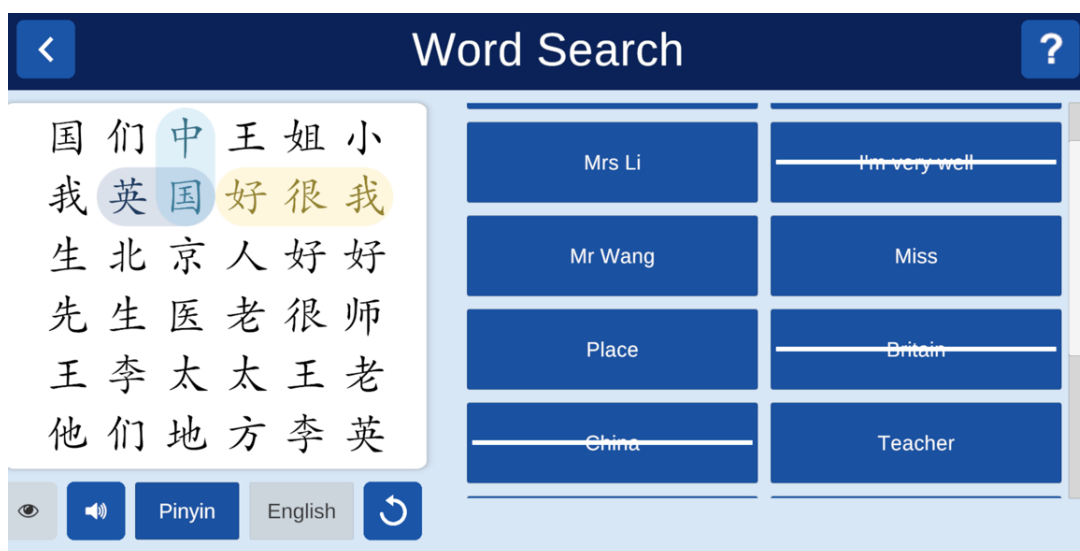 Word Search
?
国 们 中 王 姐 小
我 英 国 好 很 我
生 北 京 人 好 好
先 生 医 老 很 师
王 李 太 太 王 老
他 们 地 方 李 英
Mrs Li
I'm very well
Mr Wang
Miss
Place
Britain
China
Teacher
Pinyin
English